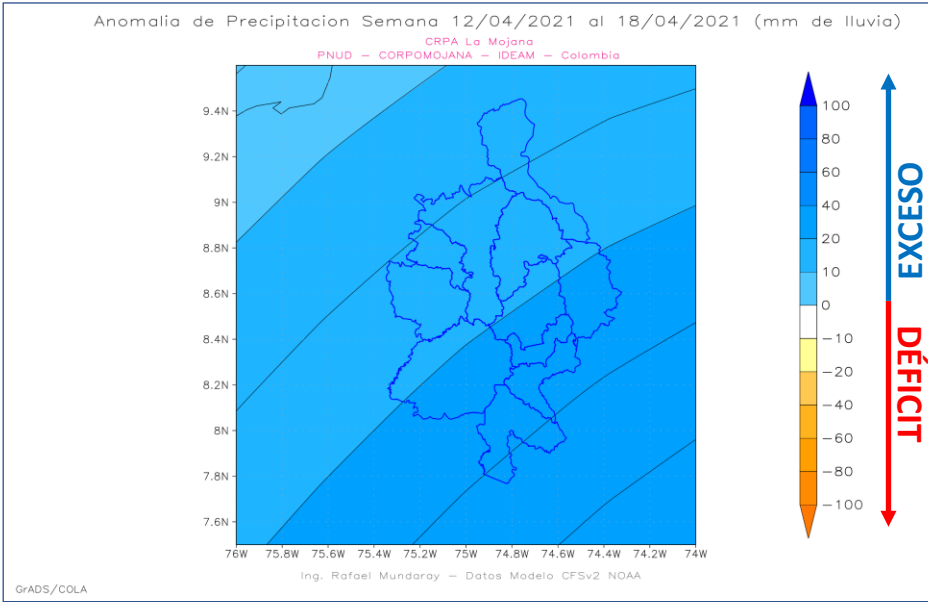 Anomalia de Precipitacion Semana 12/04/2021 al 18/04/2021 (mm de lluvia)
CRPA La Mojana
PNUD – CORPOMOJANA – IDEAM – Colombia
9.4N
9.2N
9N
8.8N
8.6N
8.4N
8.2N
8N
7.8N
7.6N
76W 75.8W 75.6W 75.4W 75.2W 75W 74.8W 74.6W 74.4W 74.2W 74W
100
80
60
40
20
10
0
−10
−20
−40
−60
−80
−100
EXCESO
DÉFICIT
Ing. Rafael Mundaray – Datos Modelo CFSv2 NOAA
GrADS/COLA